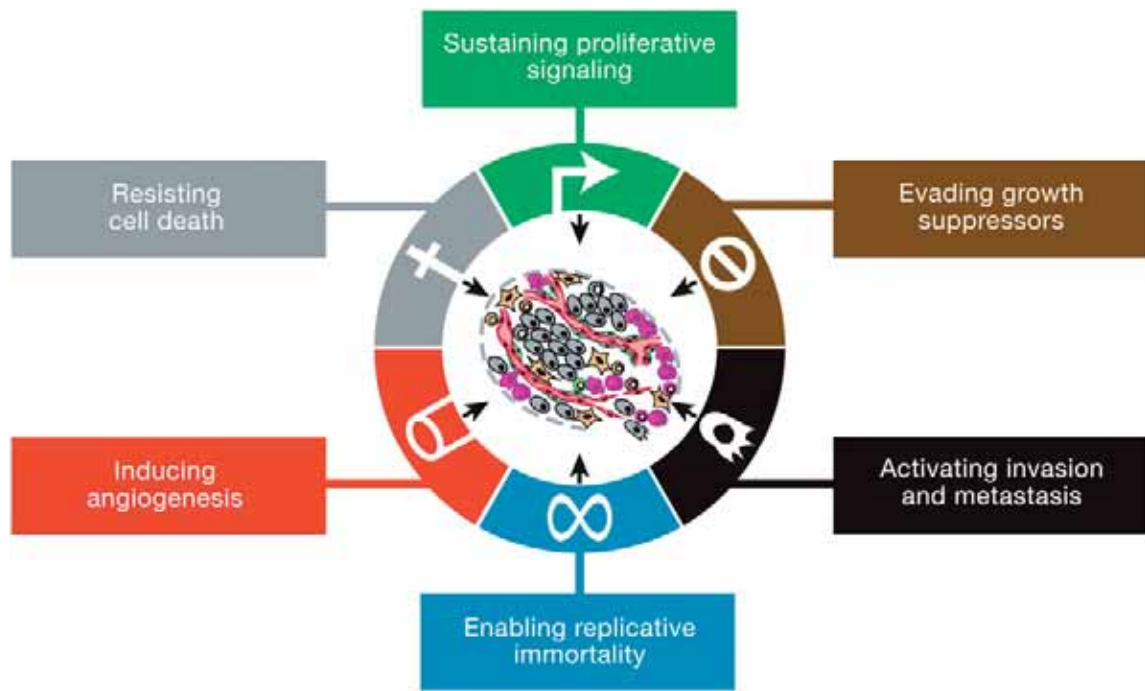 Sustaining proliferative
signaling
Resisting
cell death
Evading growth
suppressors
Inducing
angiogenesis
Activating invasion
and metastasis
Enabling replicative
immortality